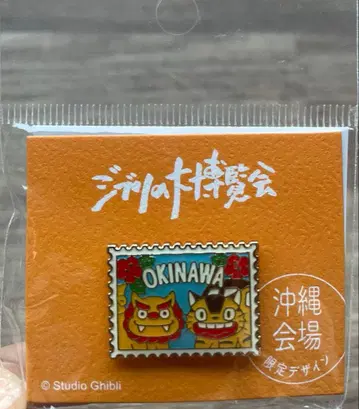 ジブリの大博覧会
OKINAWA
沖縄
会場
限定デザイン
© Studio Ghibli